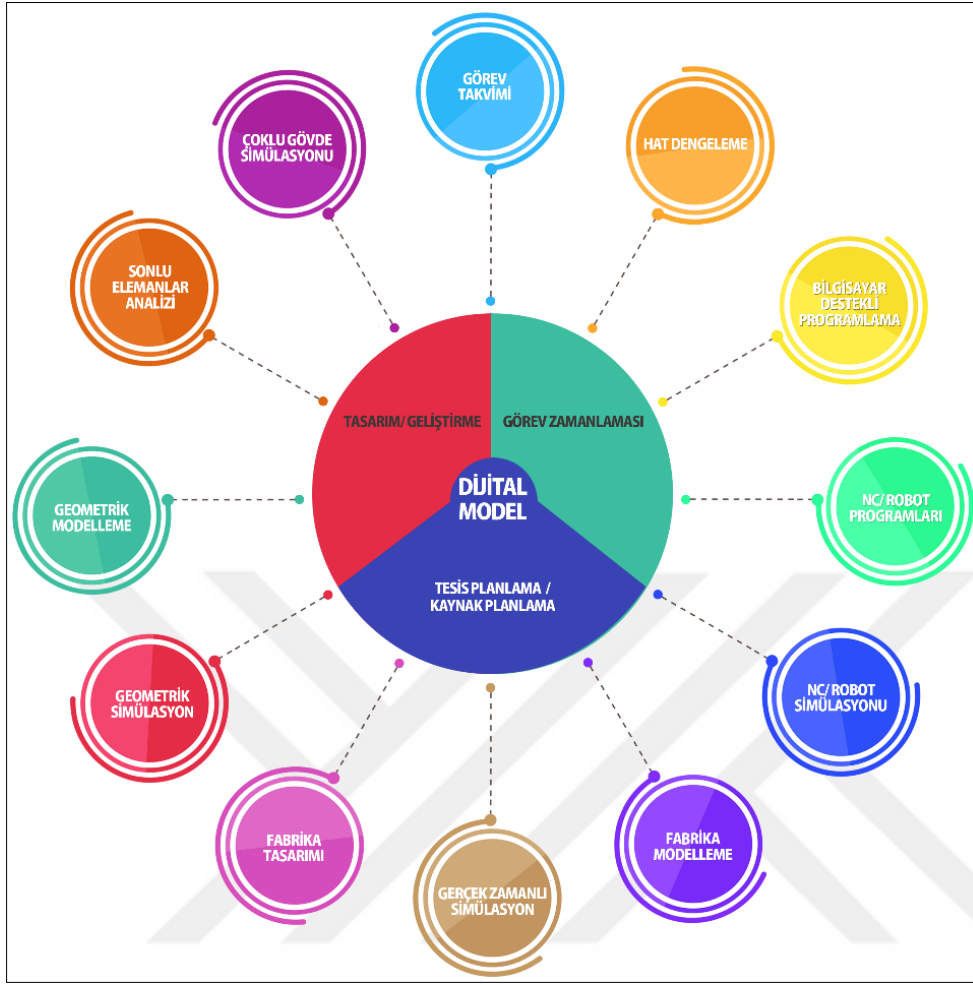 GÖREV
TAKVİMİ
HAT DENGELEME
BİLGİSAYAR
DESTEKLİ
PROGRAMLAMA
NC/ ROBOT
PROGRAMLARI
NC/ ROBOT
SİMÜLASYONU
FABRİKA
MODELLEME
GERÇEK ZAMANLI
SİMÜLASYON
FABRİKA
TASARIMI
GEOMETRİK
SİMÜLASYON
GEOMETRİK
MODELLEME
SONLU
ELEMANLAR
ANALİZİ
ÇOKLU GÖVDE
SİMÜLASYONU
TASARIM/ GELİŞTİRME
GÖREV ZAMANLAMASI
DİJİTAL
MODEL
TESİS PLANLAMA /
KAYNAK PLANLAMA